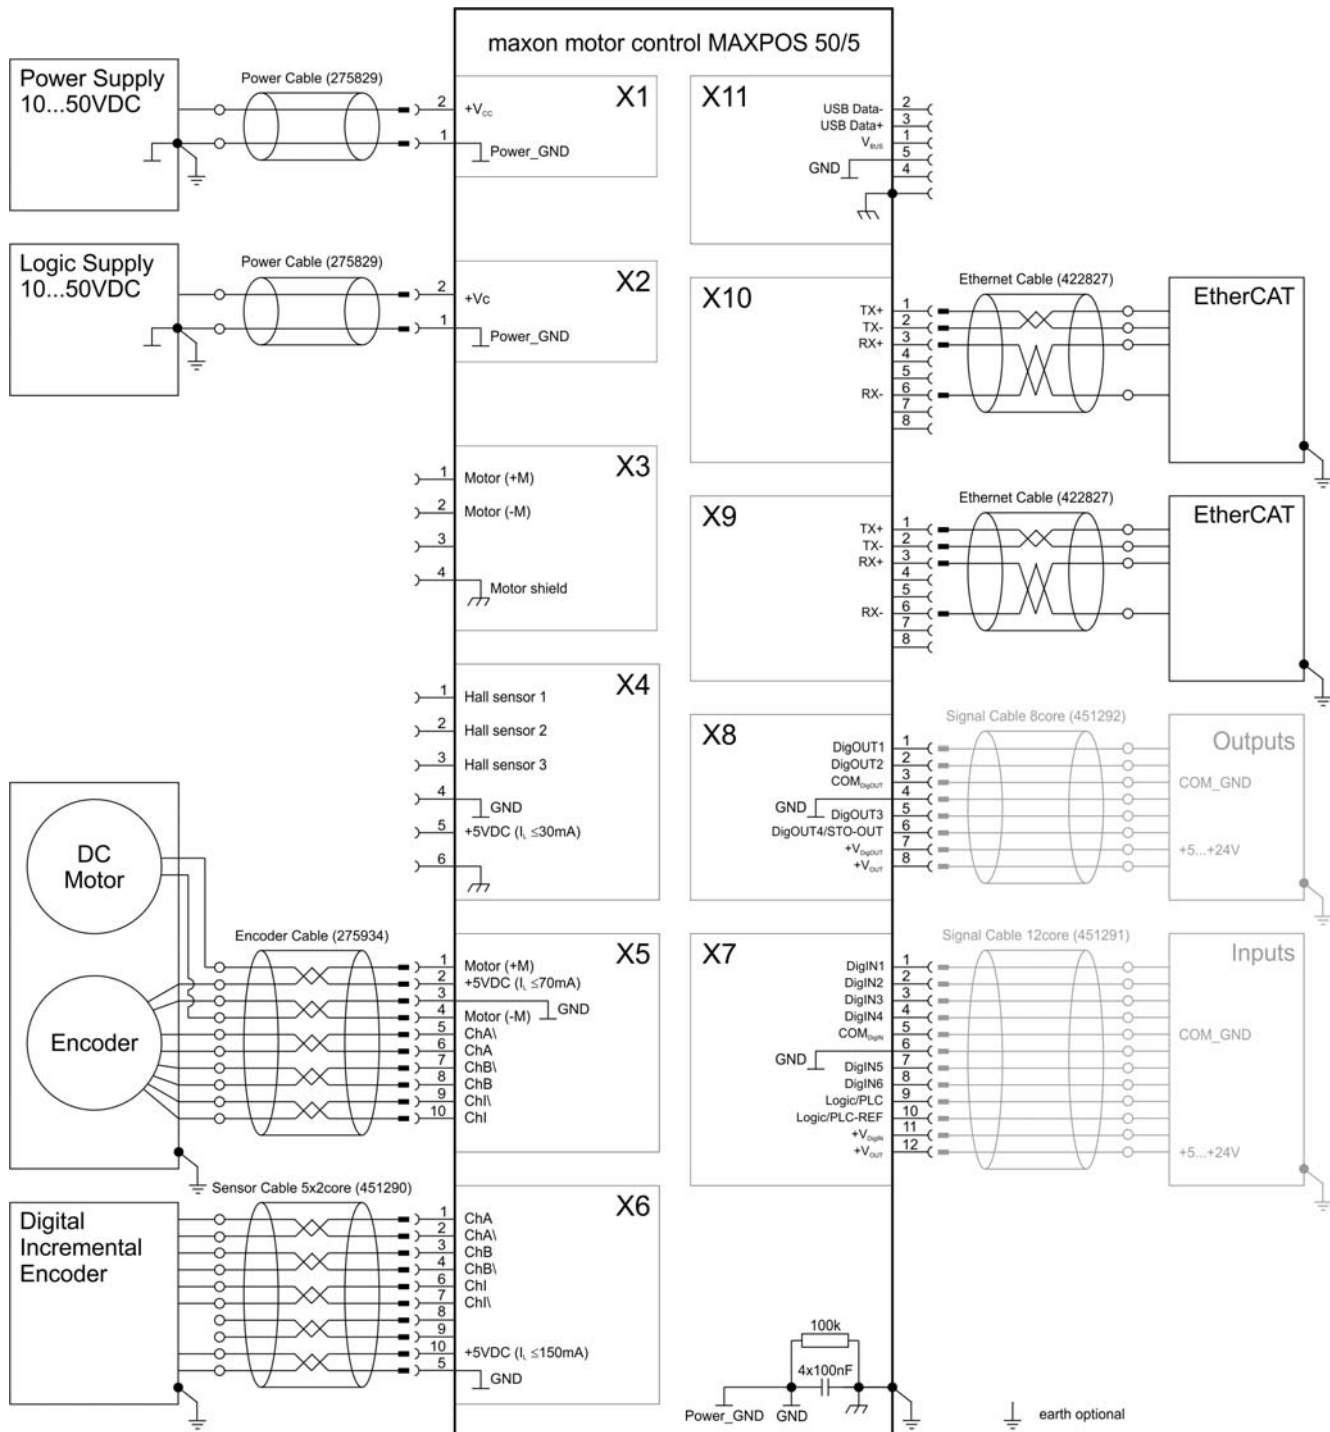 maxon motor control MAXPOS 50/5
Power Supply
10...50VDC
Power Cable (275829)
X1
2
+Vcc
1
Power_GND
Logic Supply
10...50VDC
Power Cable (275829)
X2
2
+Vc
1
Power_GND
X3
1
Motor (+M)
2
Motor (-M)
3
4
Motor shield
X4
1
Hall sensor 1
2
Hall sensor 2
3
Hall sensor 3
4
GND
5
+5VDC (IL ≤30mA)
6
DC
Motor
Encoder
Encoder Cable (275934)
X5
1
Motor (+M)
2
+5VDC (IL ≤70mA)
3
GND
4
Motor (-M)
5
ChA\
6
ChA
7
ChB\
8
ChB
9
ChI\
10
ChI
Digital
Incremental
Encoder
Sensor Cable 5x2core (451290)
X6
1
ChA
2
ChA\
3
ChB
4
ChB\
6
ChI
7
ChI\
8
9
10
+5VDC (IL ≤150mA)
5
GND
X11
USB Data- 2
USB Data+ 3
VBUS 1
GND 5
4
X10
Ethernet Cable (422827)
EtherCAT
TX+ 1
TX- 2
RX+ 3
4
5
RX- 6
7
8
X9
Ethernet Cable (422827)
EtherCAT
TX+ 1
TX- 2
RX+ 3
4
5
RX- 6
7
8
X8
Signal Cable 8core (451292)
Outputs
DigOUT1 1
DigOUT2 2
COMDigOUT 3
COM_GND
GND 4
DigOUT3 5
DigOUT4/STO-OUT 6
+VDigOUT 7
+5...+24V
+VOUT 8
X7
Signal Cable 12core (451291)
Inputs
DigIN1 1
DigIN2 2
DigIN3 3
DigIN4 4
COMDigIN 5
COM_GND
GND 6
DigIN5 7
DigIN6 8
Logic/PLC 9
Logic/PLC-REF 10
+VDigIN 11
+VOUT 12
+5...+24V
100k
4x100nF
Power_GND GND
earth optional